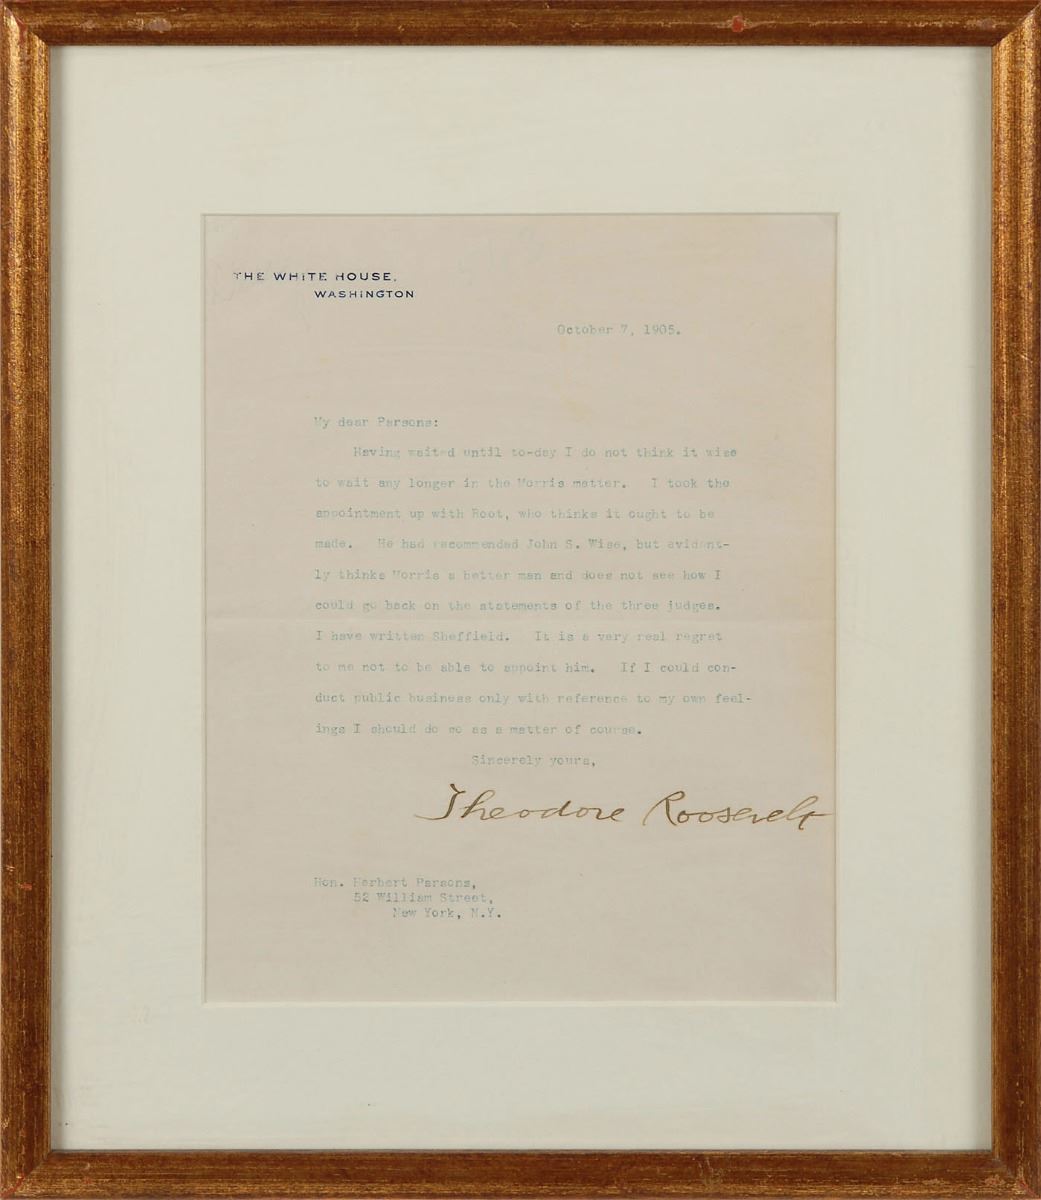 THE WHITE HOUSE.
WASHINGTON
October 7, 1905.
My dear Parsons:
Having waited until to-day I do not think it wise
to wait any longer in the Morris matter. I took the
appointment up with Root, who thinks it ought to be
made. He had recommended John S. Wise, but evident-
ly thinks Morris a better man and does not see how I
could go back on the statements of the three judges.
I have written Sheffield. It is a very real regret
to me not to be able to appoint him. If I could con-
duct public business only with reference to my own feel-
ings I should do so as a matter of course.
Sincerely yours,
Theodore Roosevelt
Hon. Herbert Parsons,
52 William Street,
New York, N.Y.